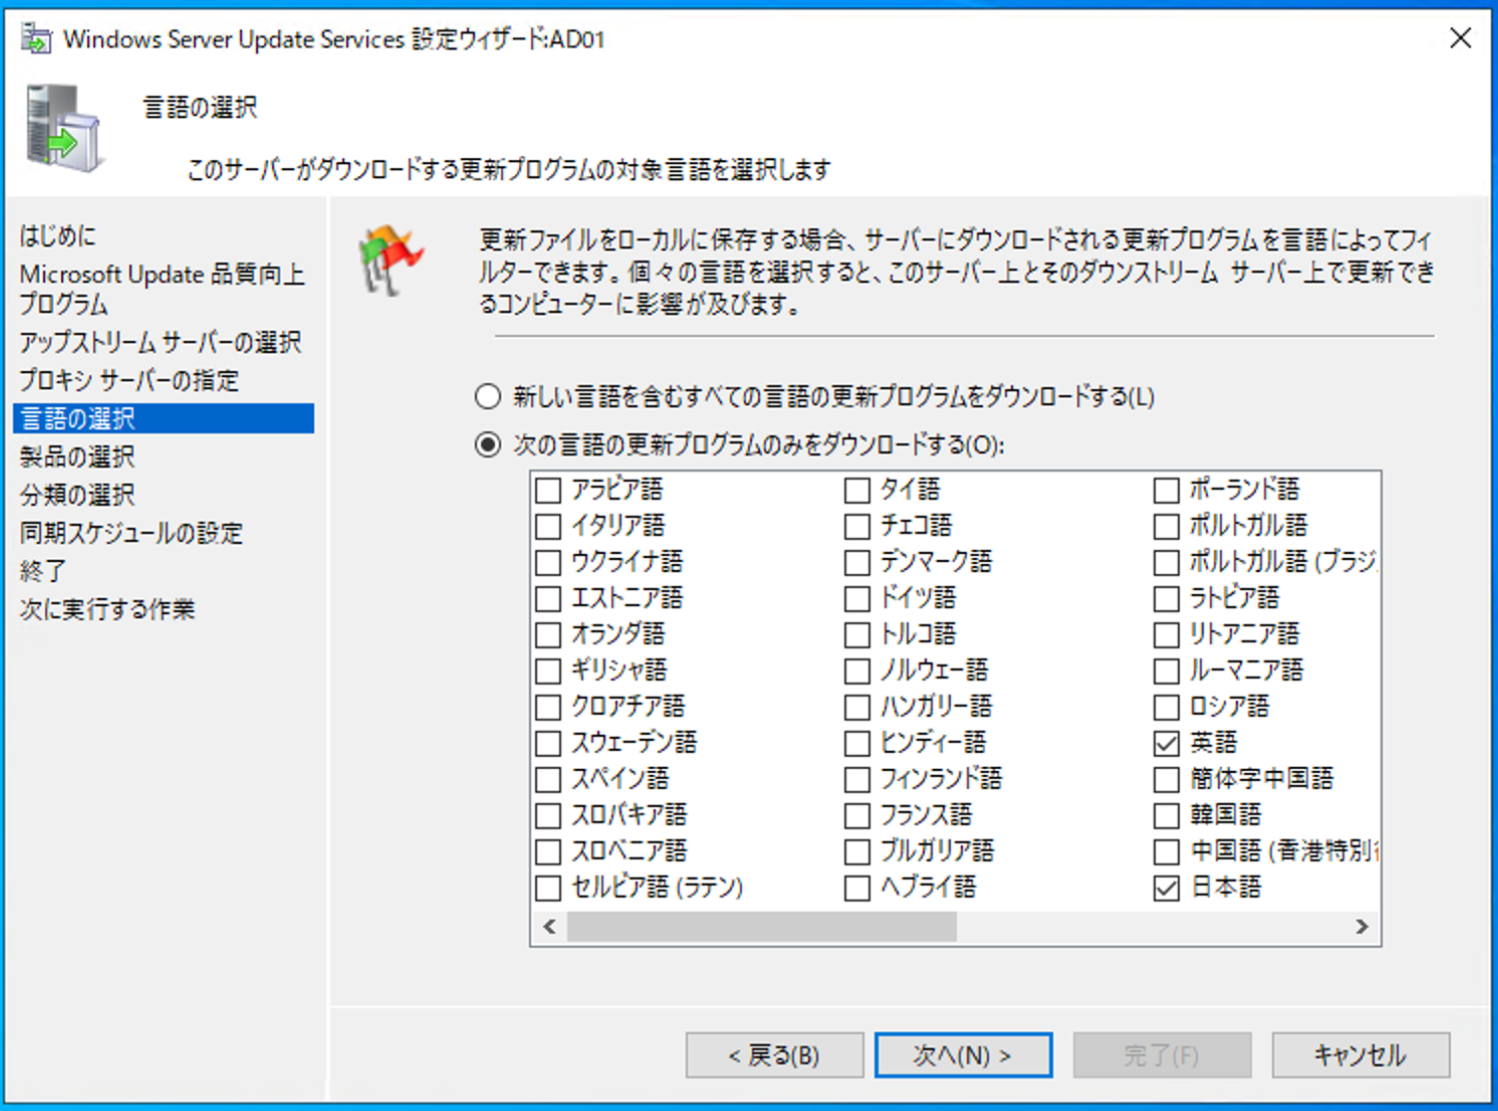 Windows Server Update Services 設定ウィザード:AD01
言語の選択
このサーバーがダウンロードする更新プログラムの対象言語を選択します
はじめに
Microsoft Update 品質向上
プログラム
アップストリーム サーバーの選択
プロキシ サーバーの指定
言語の選択
製品の選択
分類の選択
同期スケジュールの設定
終了
次に実行する作業
更新ファイルをローカルに保存する場合、サーバーにダウンロードされる更新プログラムを言語によってフィ
ルターできます。個々の言語を選択すると、このサーバー上とそのダウンストリーム サーバー上で更新でき
るコンピューターに影響が及びます。
新しい言語を含むすべての言語の更新プログラムをダウンロードする(L)
次の言語の更新プログラムのみをダウンロードする(O):
アラビア語
イタリア語
ウクライナ語
エストニア語
オランダ語
ギリシャ語
クロアチア語
スウェーデン語
スペイン語
スロバキア語
スロベニア語
セルビア語 (ラテン)
タイ語
チェコ語
デンマーク語
ドイツ語
トルコ語
ノルウェー語
ハンガリー語
ヒンディー語
フィンランド語
フランス語
ブルガリア語
ヘブライ語
ポーランド語
ポルトガル語
ポルトガル語 (ブラジ
ラトビア語
リトアニア語
ルーマニア語
ロシア語
英語
簡体字中国語
韓国語
中国語 (香港特別
日本語
< 戻る(B)
次へ(N) >
完了(F)
キャンセル